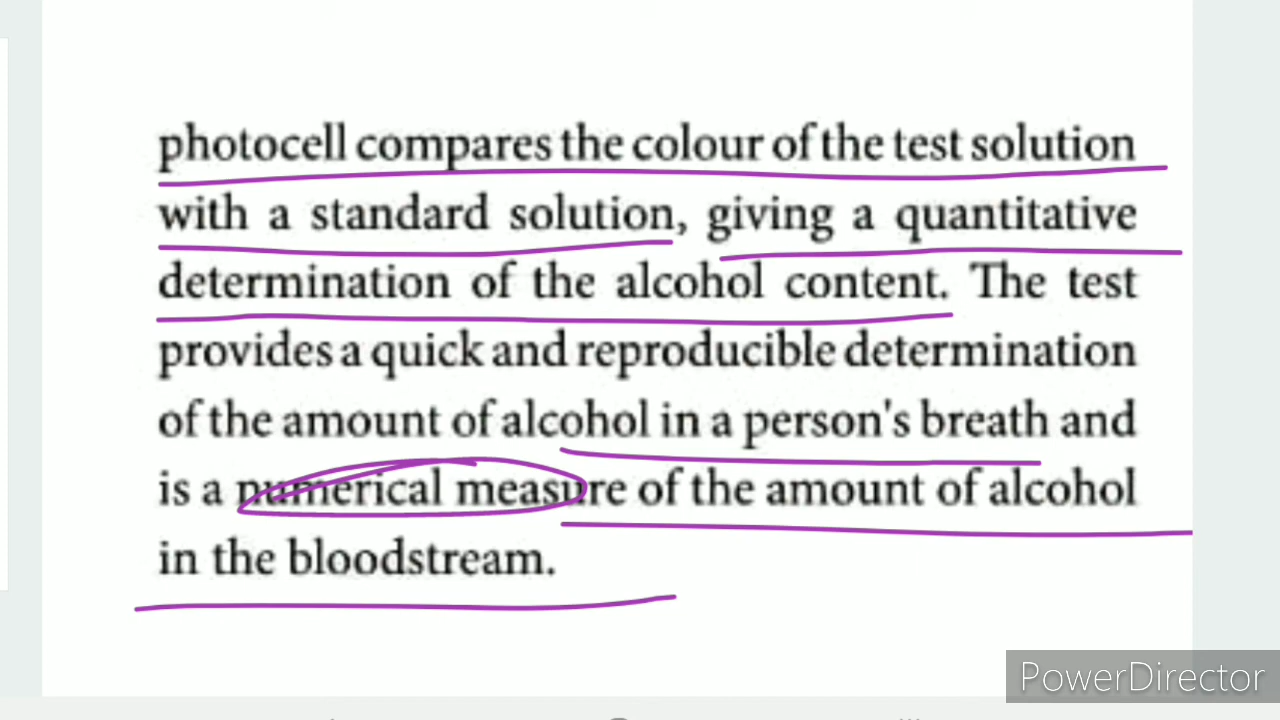 photocell compares the colour of the test solution
with a standard solution, giving a quantitative
determination of the alcohol content. The test
provides a quick and reproducible determination
of the amount of alcohol in a person's breath and
is a numerical measure of the amount of alcohol
in the bloodstream.
PowerDirector